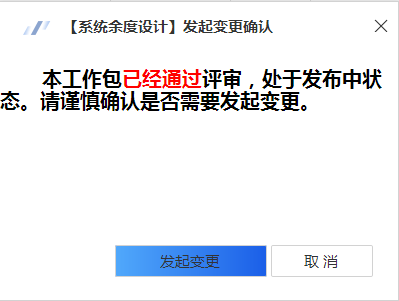 【系统余度设计】发起变更确认
本工作包已经通过评审，处于发布中状
态。请谨慎确认是否需要发起变更。
发起变更
取 消